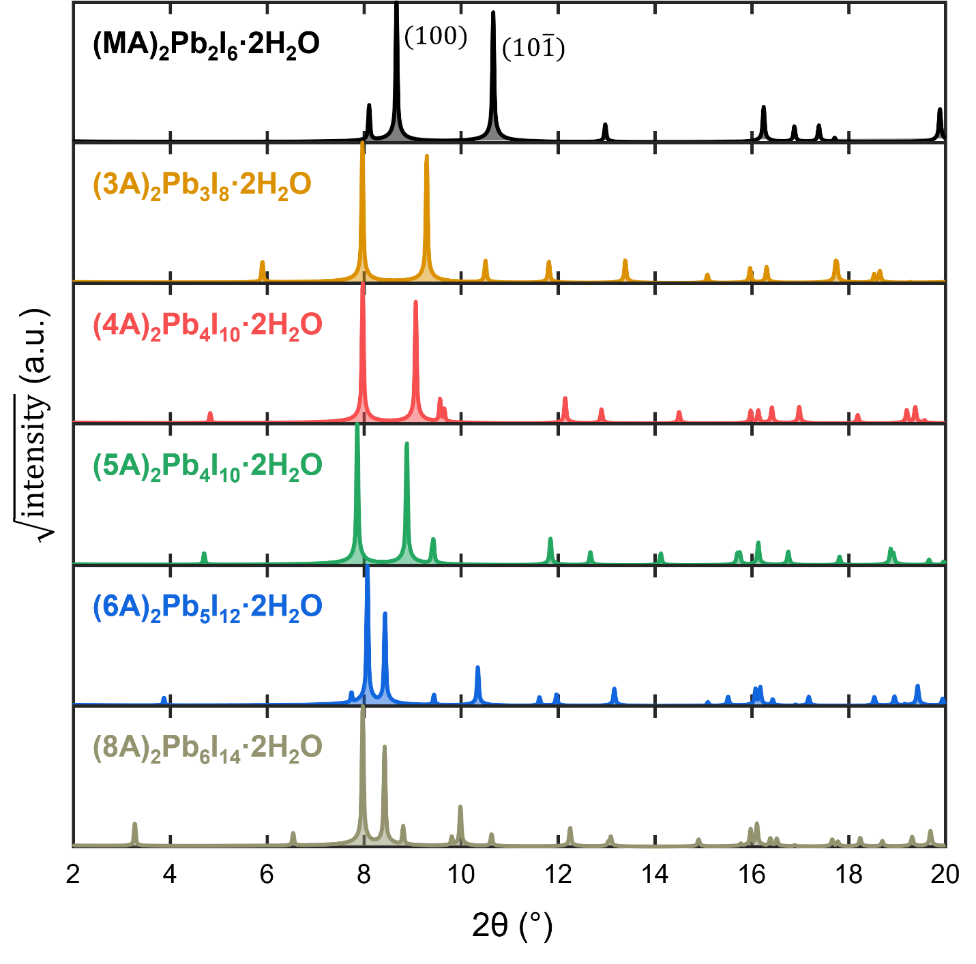 (MA)₂Pb₂I₆·2H₂O
(100)
(101̄)
(3A)₂Pb₃I₈·2H₂O
(4A)₂Pb₄I₁₀·2H₂O
(5A)₂Pb₄I₁₀·2H₂O
(6A)₂Pb₅I₁₂·2H₂O
(8A)₂Pb₆I₁₄·2H₂O
√intensity (a.u.)
2 4 6 8 10 12 14 16 18 20
2θ (°)